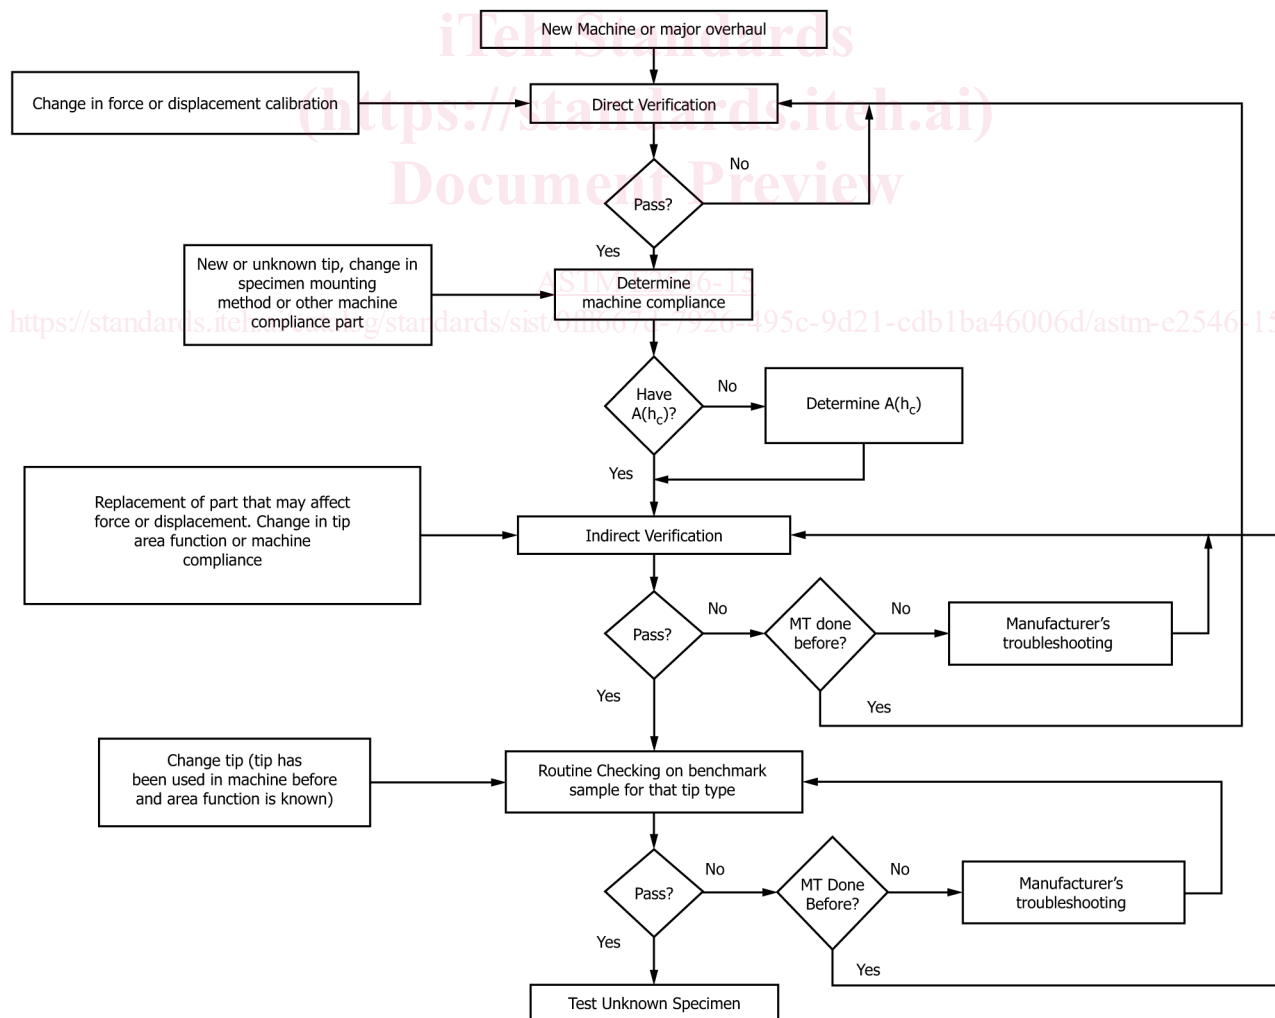 iTeh Standards
(https://standards.iteh.ai)
Document Preview
New Machine or major overhaul
Change in force or displacement calibration
Direct Verification
No
Pass?
Yes
New or unknown tip, change in
specimen mounting
method or other machine
compliance part
Determine
machine compliance
Have
A(hc)?
No
Determine A(hc)
Yes
Replacement of part that may affect
force or displacement. Change in tip
area function or machine
compliance
Indirect Verification
Pass?
No
MT done
before?
No
Manufacturer's
troubleshooting
Yes
Yes
Change tip (tip has
been used in machine before
and area function is known)
Routine Checking on benchmark
sample for that tip type
Pass?
No
MT Done
Before?
No
Manufacturer's
troubleshooting
Yes
Yes
Test Unknown Specimen